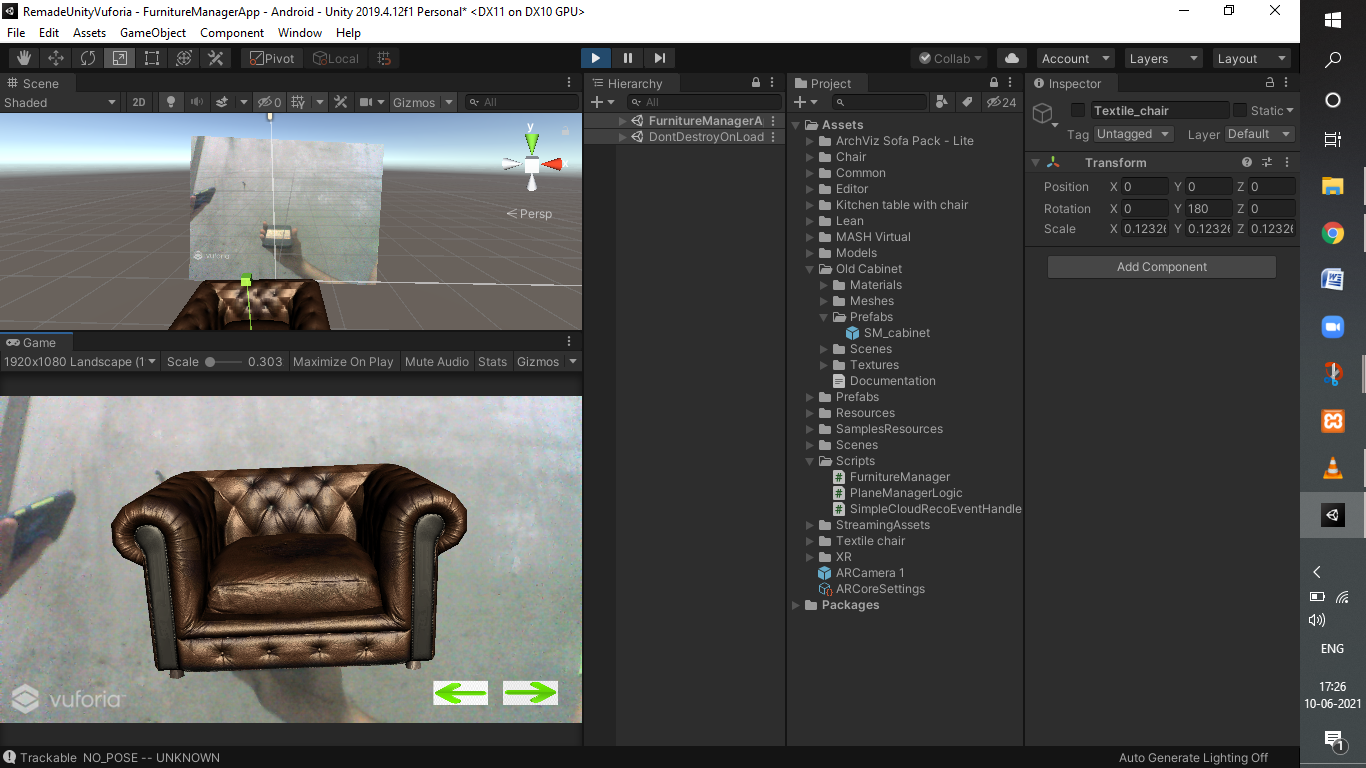 RemadeUnityVuforia - FurnitureManagerApp - Android - Unity 2019.4.12f1 Personal* <DX11 on DX10 GPU>
File Edit Assets GameObject Component Window Help
Pivot Local Collab Account Layers Layout
Scene
Shaded 2D 0 Gizmos All
y
x
Persp
vuforia
Game
1920x1080 Landscape (1 Scale 0.303 Maximize On Play Mute Audio Stats Gizmos
vuforia
Trackable NO_POSE -- UNKNOWN
Hierarchy
All
FurnitureManagerA
DontDestroyOnLoad
Project
24
Assets
ArchViz Sofa Pack - Lite
Chair
Common
Editor
Kitchen table with chair
Lean
MASH Virtual
Models
Old Cabinet
Materials
Meshes
Prefabs
SM_cabinet
Scenes
Textures
Documentation
Prefabs
Resources
SamplesResources
Scenes
Scripts
FurnitureManager
PlaneManagerLogic
SimpleCloudRecoEventHandle
StreamingAssets
Textile chair
XR
ARCamera 1
ARCoreSettings
Packages
Inspector
Textile_chair Static
Tag Untagged Layer Default
Transform
Position X 0 Y 0 Z 0
Rotation X 0 Y 180 Z 0
Scale X 0.12326 Y 0.12326 Z 0.12326
Add Component
Auto Generate Lighting Off
ENG
17:26
10-06-2021
1